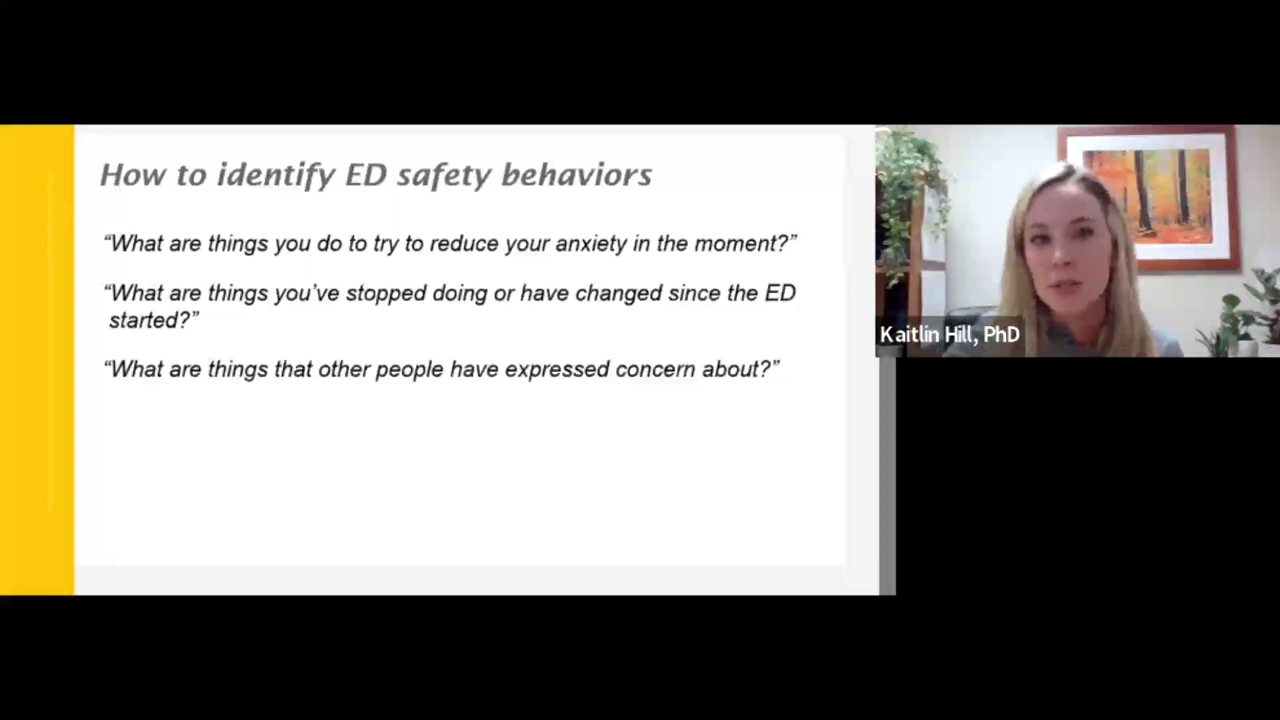 How to identify ED safety behaviors
“What are things you do to try to reduce your anxiety in the moment?”
“What are things you’ve stopped doing or have changed since the ED
started?”
“What are things that other people have expressed concern about?”
Kaitlin Hill, PhD